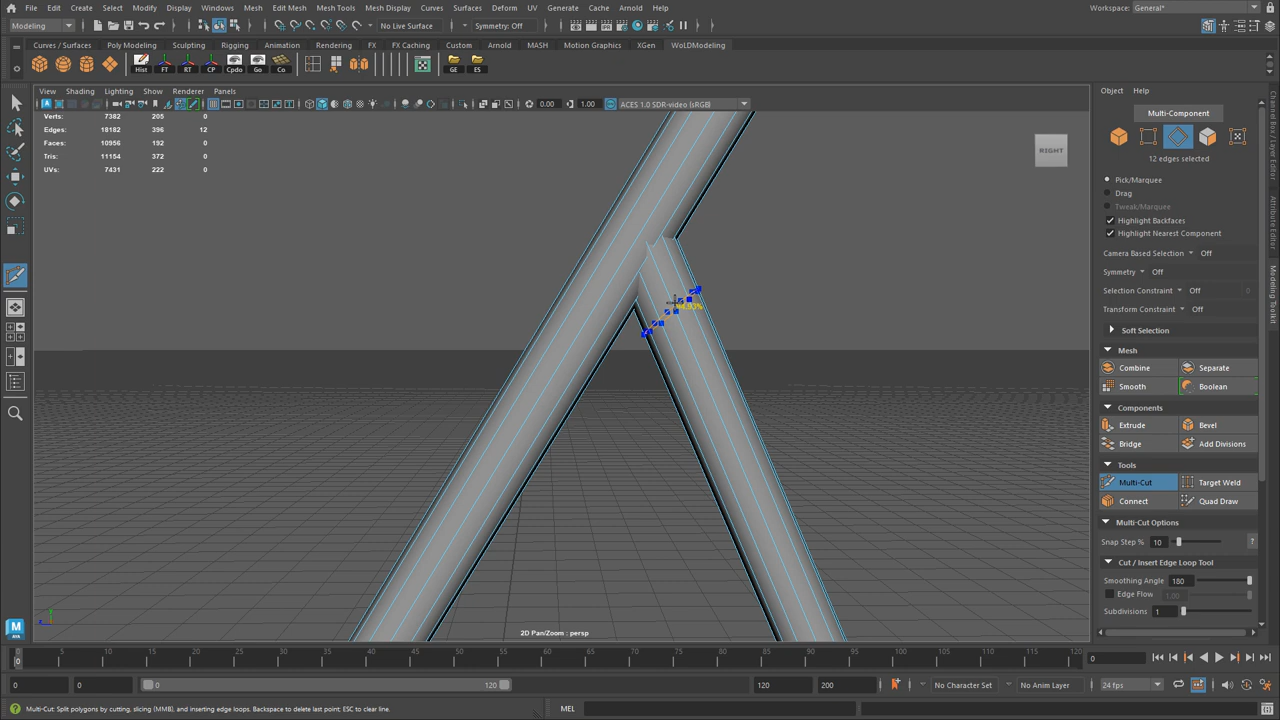 File Edit Create Select Modify Display Windows Mesh Edit Mesh Mesh Tools Mesh Display Curves Surfaces Deform UV Generate Cache Arnold Help Workspace: General*
Modeling No Live Surface Symmetry: Off
Curves / Surfaces Poly Modeling Sculpting Rigging Animation Rendering FX FX Caching Custom Arnold MASH Motion Graphics XGen WoLDModeling
Hist FT RT CP Cpdo Go Co GE ES
View Shading Lighting Show Renderer Panels
0.00 1.00 ACES 1.0 SDR-video (sRGB)
Verts: 7382 205 0
Edges: 18182 396 12
Faces: 10956 192 0
Tris: 11154 372 0
UVs: 7431 222 0
RIGHT
2D Pan/Zoom : persp
Object Help
Multi-Component
12 edges selected
Pick/Marquee
Drag
Tweak/Marquee
Highlight Backfaces
Highlight Nearest Component
Camera Based Selection Off
Symmetry Off
Selection Constraint Off 0
Transform Constraint Off
Soft Selection
Mesh
Combine Separate
Smooth Boolean
Components
Extrude Bevel
Bridge Add Divisions
Tools
Multi-Cut Target Weld
Connect Quad Draw
Multi-Cut Options
Snap Step % 10 ?
Cut / Insert Edge Loop Tool
Smoothing Angle 180
Edge Flow 1.00
Subdivisions 1
Channel Box / Layer Editor
Attribute Editor
Modeling Toolkit
0 5 10 15 20 25 30 35 40 45 50 55 60 65 70 75 80 85 90 95 100 105 110 115 120
0 0
0 0 0 120 120 200 No Character Set No Anim Layer 24 fps
MAYA Multi-Cut: Split polygons by cutting, slicing (MMB), and inserting edge loops. Backspace to delete last point; ESC to clear line. MEL